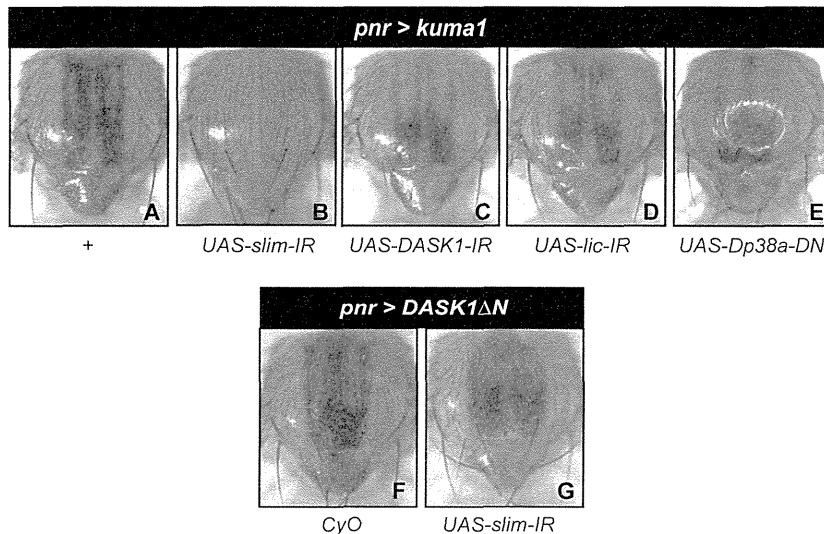 pnr > kuma1
A B C D E
+ UAS-slim-IR UAS-DASK1-IR UAS-lic-IR UAS-Dp38a-DN
pnr > DASK1ΔN
F G
CyO UAS-slim-IR